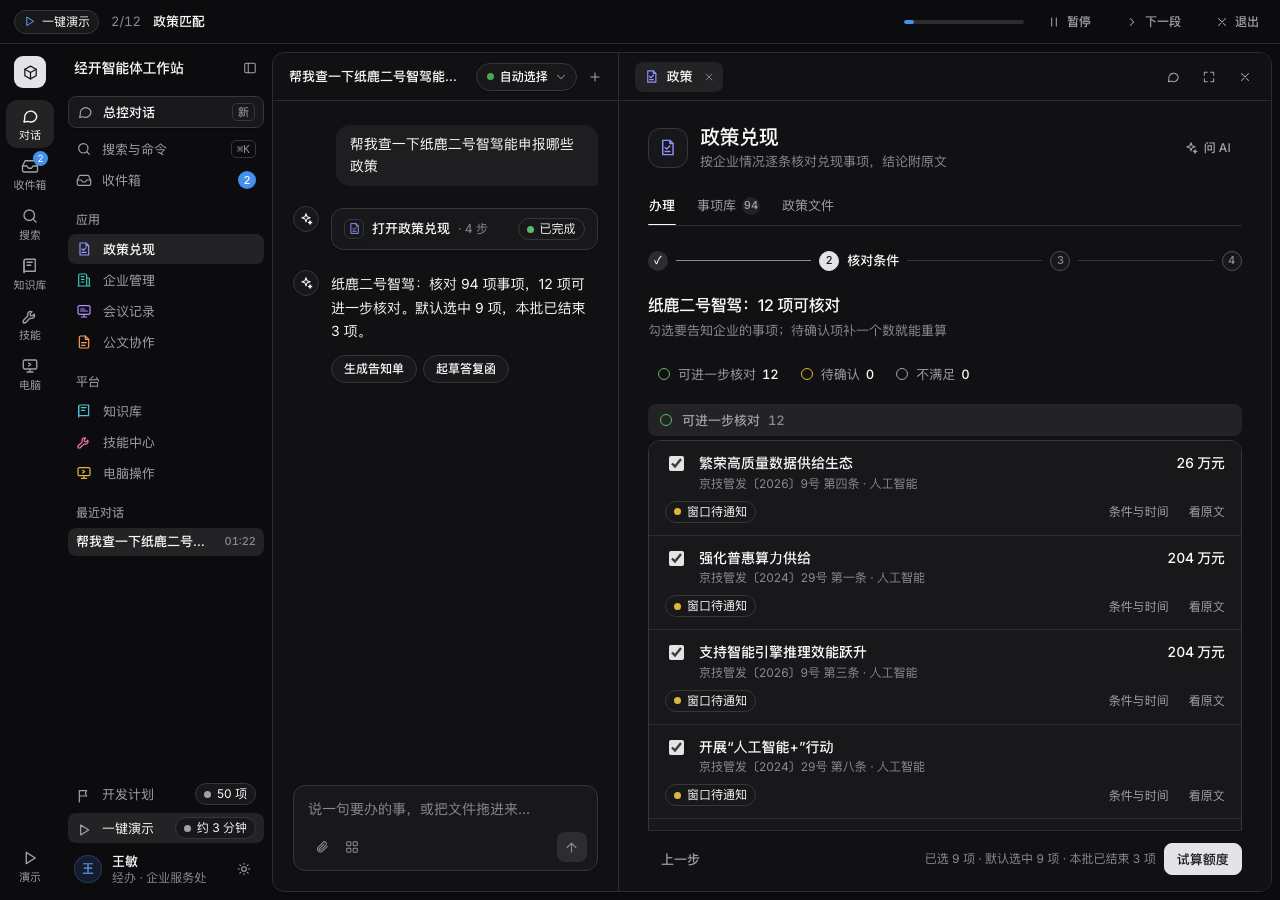 一键演示
2/12 政策匹配
暂停
下一段
退出
对话
2
收件箱
搜索
知识库
技能
电脑
演示
经开智能体工作站
总控对话 新
搜索与命令 ⌘K
收件箱 2
应用
政策兑现
企业管理
会议记录
公文协作
平台
知识库
技能中心
电脑操作
最近对话
帮我查一下纸鹿二号... 01:22
开发计划 50 项
一键演示 约 3 分钟
王
王敏
经办 · 企业服务处
帮我查一下纸鹿二号智驾能... 自动选择
帮我查一下纸鹿二号智驾能申报哪些
政策
打开政策兑现 · 4 步 已完成
纸鹿二号智驾：核对 94 项事项，12 项可
进一步核对。默认选中 9 项，本批已结束
3 项。
生成告知单 起草答复函
说一句要办的事，或把文件拖进来...
政策
政策兑现
按企业情况逐条核对兑现事项，结论附原文
问 AI
办理 事项库 94 政策文件
2 核对条件 3 4
纸鹿二号智驾：12 项可核对
勾选要告知企业的事项；待确认项补一个数就能重算
可进一步核对 12 待确认 0 不满足 0
可进一步核对 12
繁荣高质量数据供给生态 26 万元
京技管发〔2026〕9号 第四条 · 人工智能
窗口待通知 条件与时间 看原文
强化普惠算力供给 204 万元
京技管发〔2024〕29号 第一条 · 人工智能
窗口待通知 条件与时间 看原文
支持智能引擎推理效能跃升 204 万元
京技管发〔2026〕9号 第三条 · 人工智能
窗口待通知 条件与时间 看原文
开展“人工智能+”行动
京技管发〔2024〕29号 第八条 · 人工智能
窗口待通知 条件与时间 看原文
上一步
已选 9 项 · 默认选中 9 项 · 本批已结束 3 项
试算额度